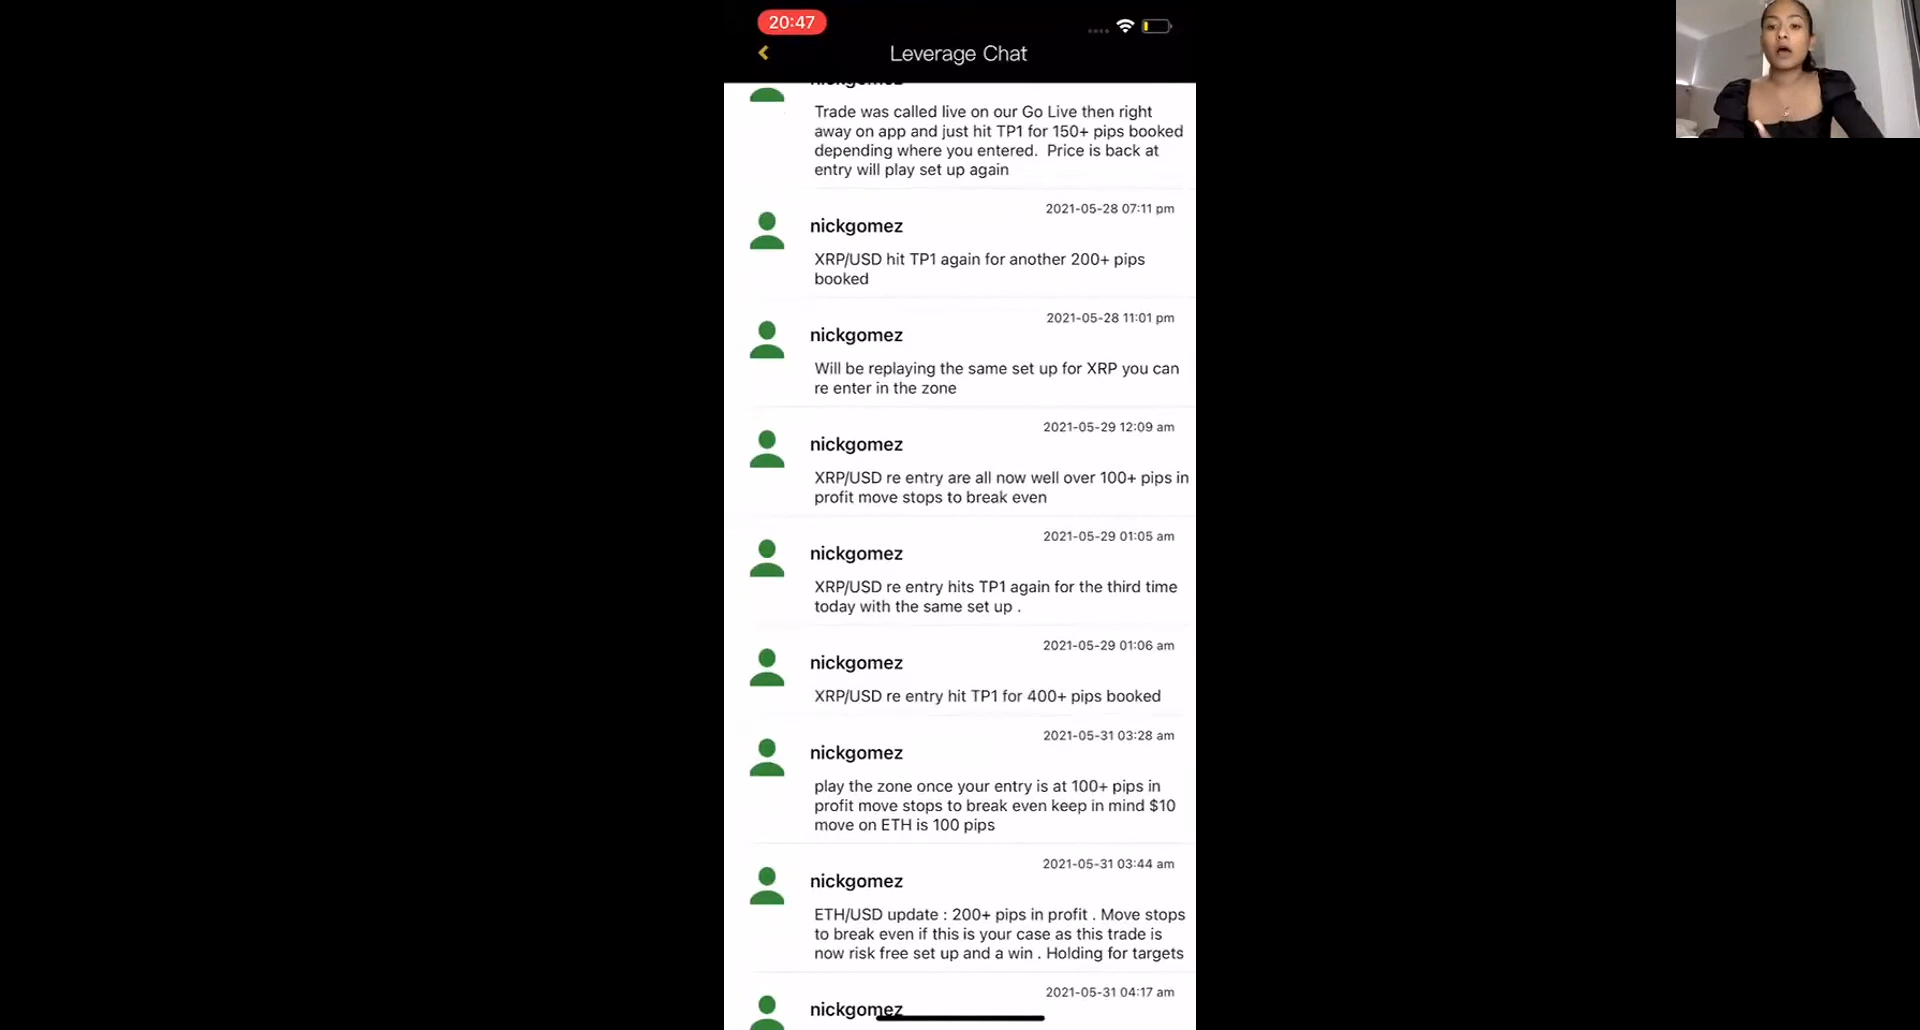 20:47
Leverage Chat
nickgomez
Trade was called live on our Go Live then right
away on app and just hit TP1 for 150+ pips booked
depending where you entered.  Price is back at
entry will play set up again
2021-05-28 07:11 pm
nickgomez
XRP/USD hit TP1 again for another 200+ pips
booked
2021-05-28 11:01 pm
nickgomez
Will be replaying the same set up for XRP you can
re enter in the zone
2021-05-29 12:09 am
nickgomez
XRP/USD re entry are all now well over 100+ pips in
profit move stops to break even
2021-05-29 01:05 am
nickgomez
XRP/USD re entry hits TP1 again for the third time
today with the same set up .
2021-05-29 01:06 am
nickgomez
XRP/USD re entry hit TP1 for 400+ pips booked
2021-05-31 03:28 am
nickgomez
play the zone once your entry is at 100+ pips in
profit move stops to break even keep in mind $10
move on ETH is 100 pips
2021-05-31 03:44 am
nickgomez
ETH/USD update : 200+ pips in profit . Move stops
to break even if this is your case as this trade is
now risk free set up and a win . Holding for targets
2021-05-31 04:17 am
nickgomez